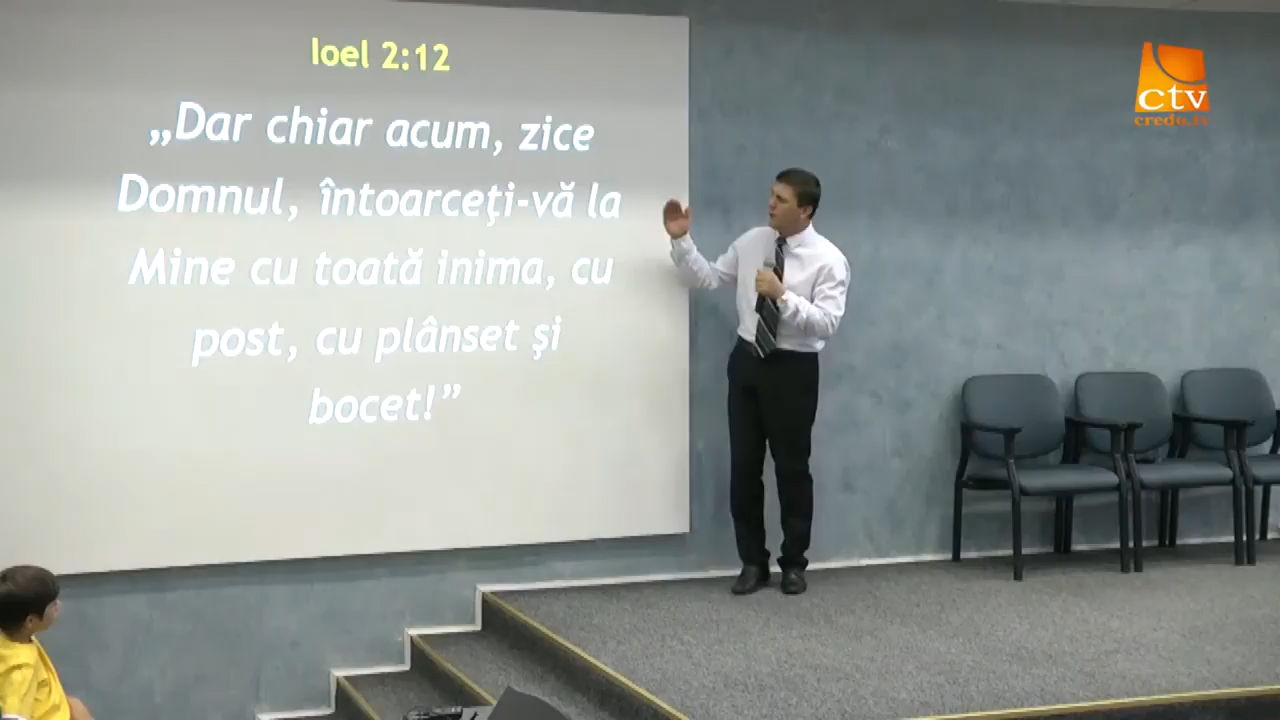 Ioel 2:12
„Dar chiar acum, zice
Domnul, întoarceţi-vă la
Mine cu toată inima, cu
post, cu plânset şi
bocet!”
ctv
credo.tv